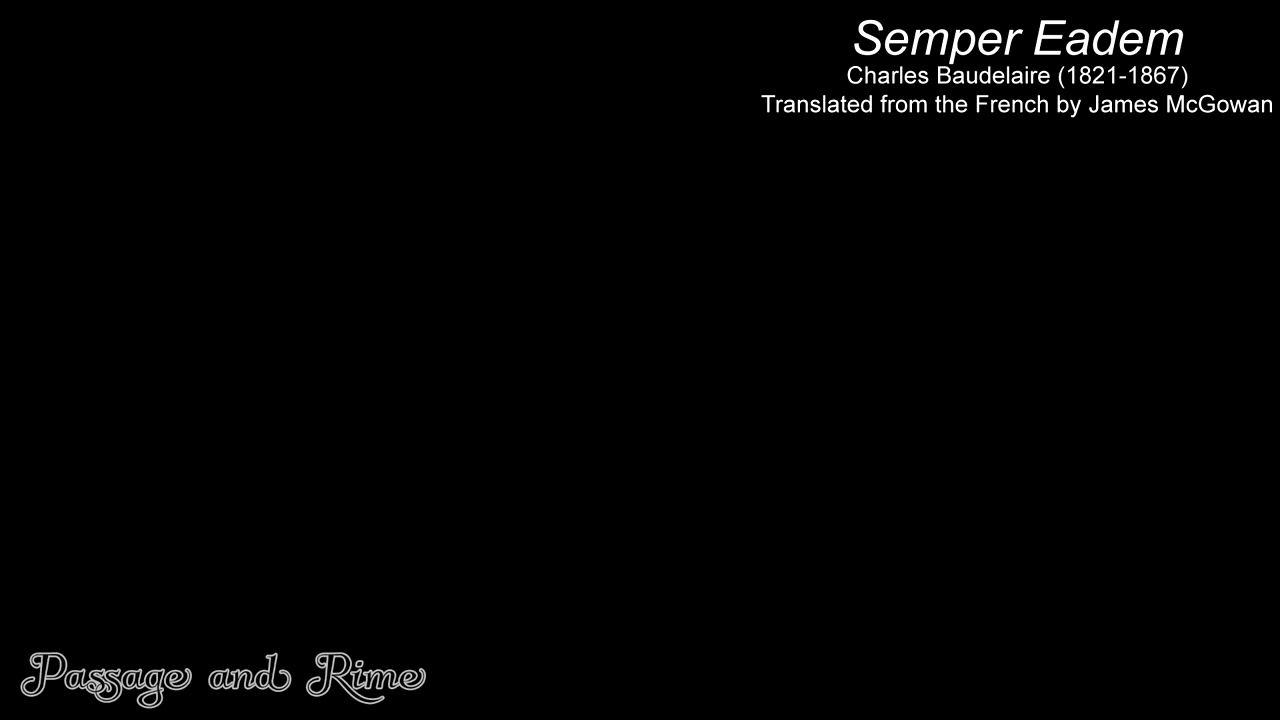 Semper Eadem
Charles Baudelaire (1821-1867)
Translated from the French by James McGowan
Passage and Rime